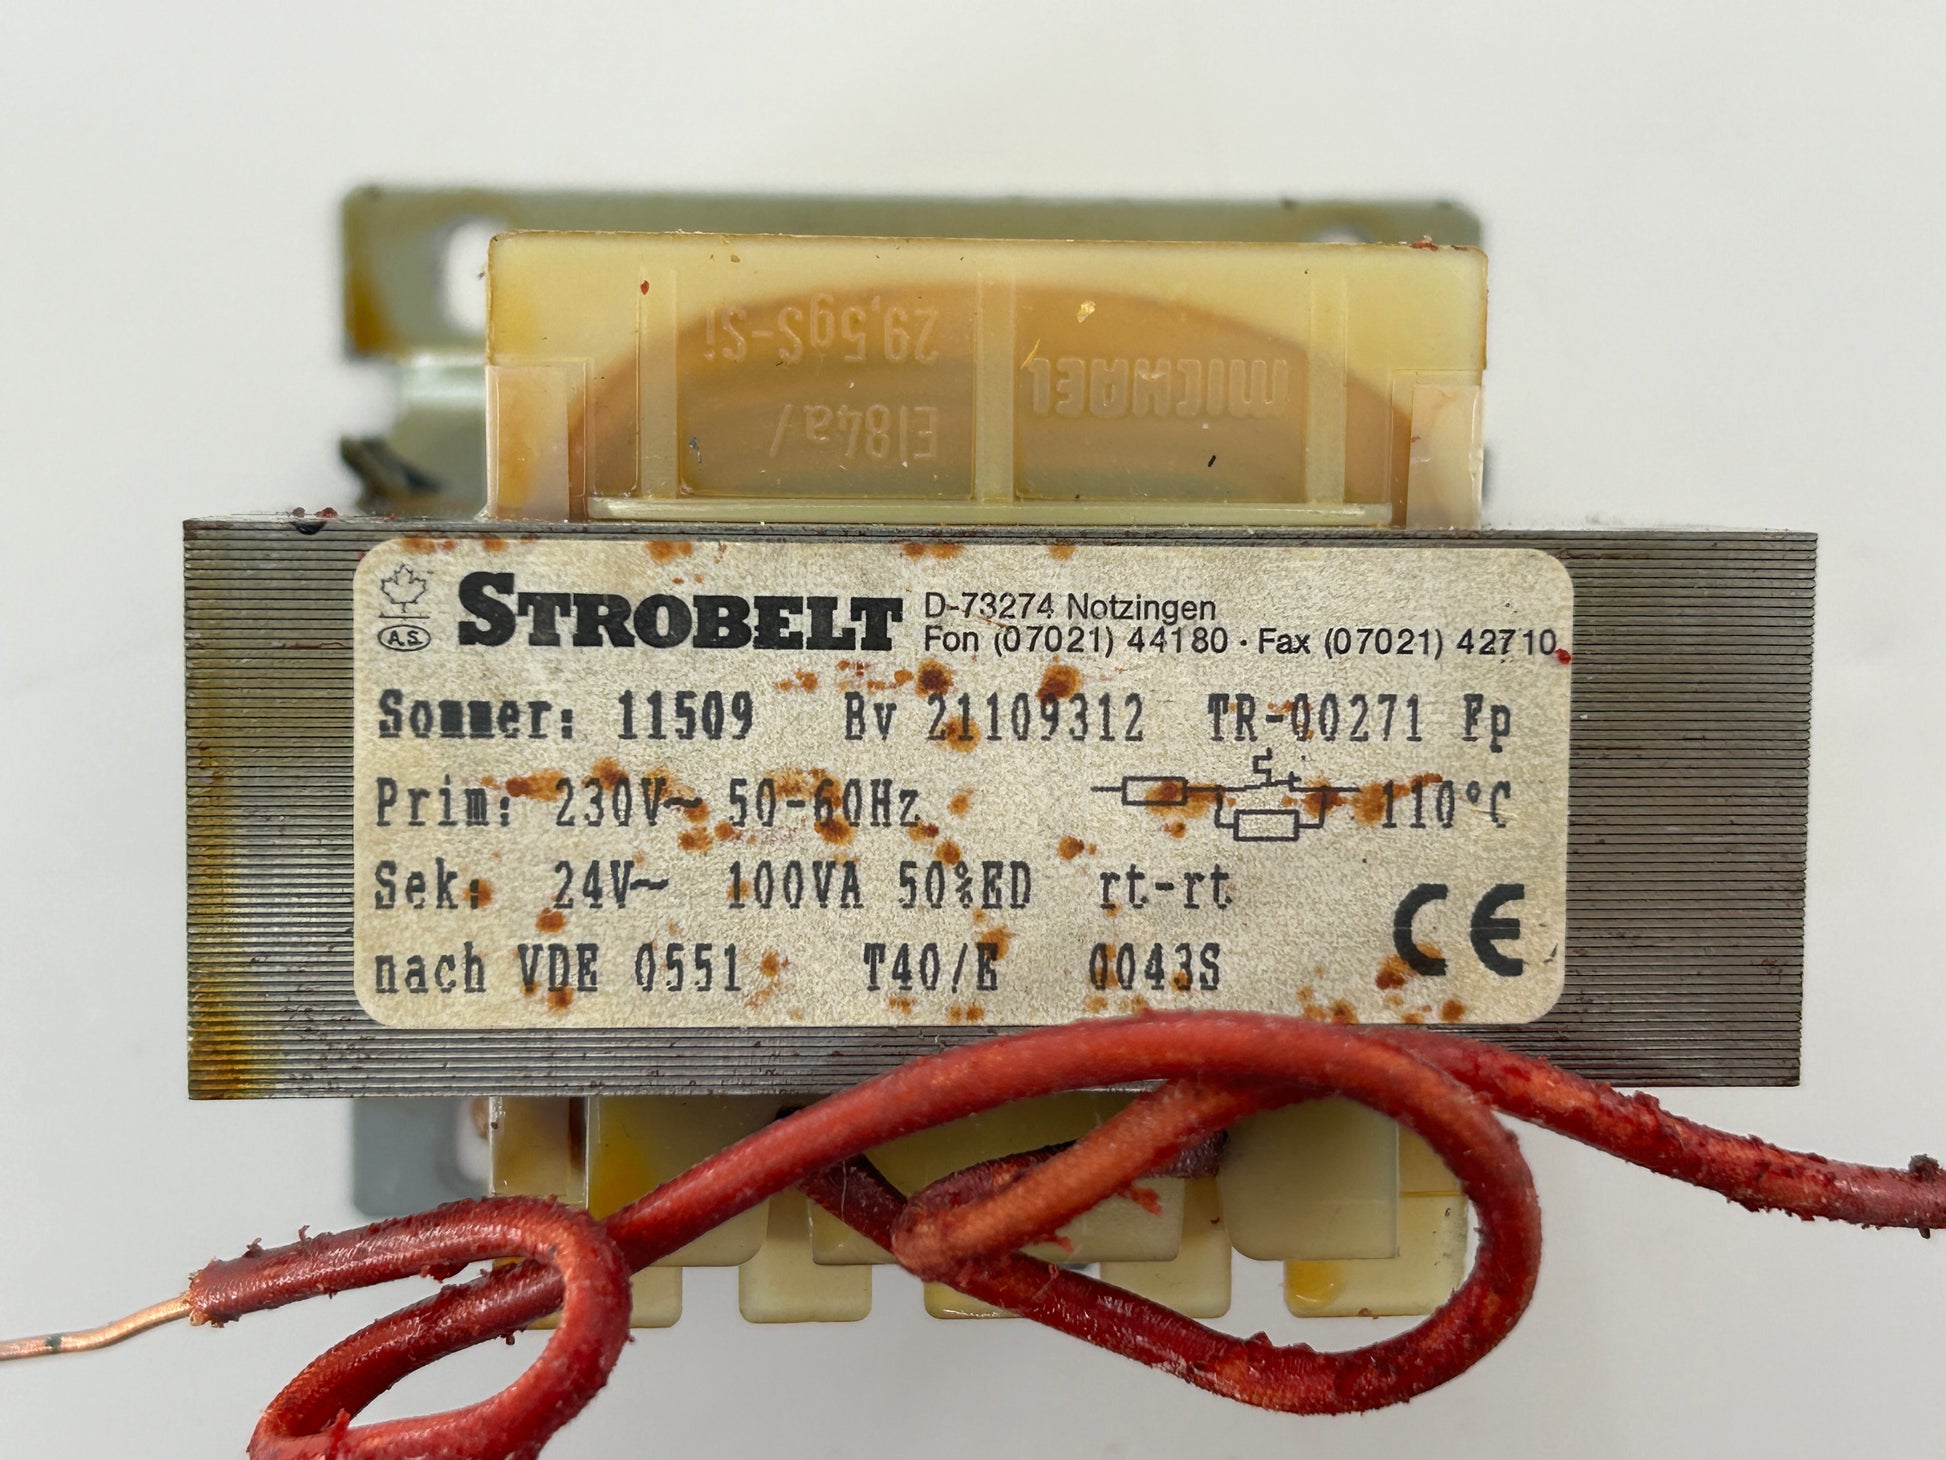 MICHAEL
EI84a/
29,5gS-Si
A.S.
STROBELT
D-73274 Notzingen
Fon (07021) 44180 · Fax (07021) 42710
Sommer: 11509 Bv 21109312 TR-00271 Fp
Prim: 230V~ 50-60Hz 110°C
Sek: 24V~ 100VA 50%ED rt-rt
nach VDE 0551 T40/E 0043S
CE